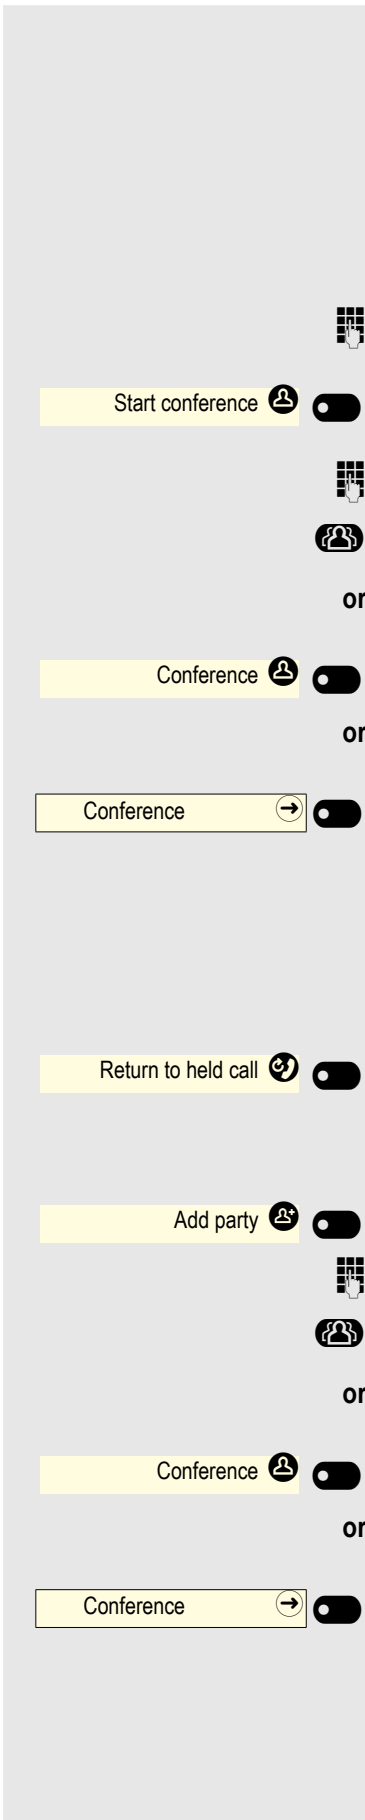 Start conference
or
Conference
or
Conference
Return to held call
Add party
or
Conference
or
Conference